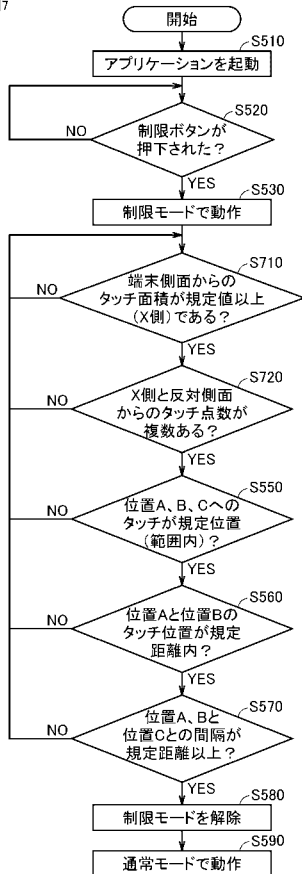 7
開始
S510
アプリケーションを起動
S520
制限ボタンが
押下された？
NO
YES
S530
制限モードで動作
S710
端末側面からの
タッチ面積が規定値以上
(X側)である？
NO
YES
S720
X側と反対側面
からのタッチ点数が
複数ある？
NO
YES
S550
位置A、B、Cへの
タッチが規定位置
(範囲内)？
NO
YES
S560
位置Aと位置Bの
タッチ位置が規定
距離内？
NO
YES
S570
位置A、Bと
位置Cとの間隔が
規定距離以上？
NO
YES
S580
制限モードを解除
S590
通常モードで動作